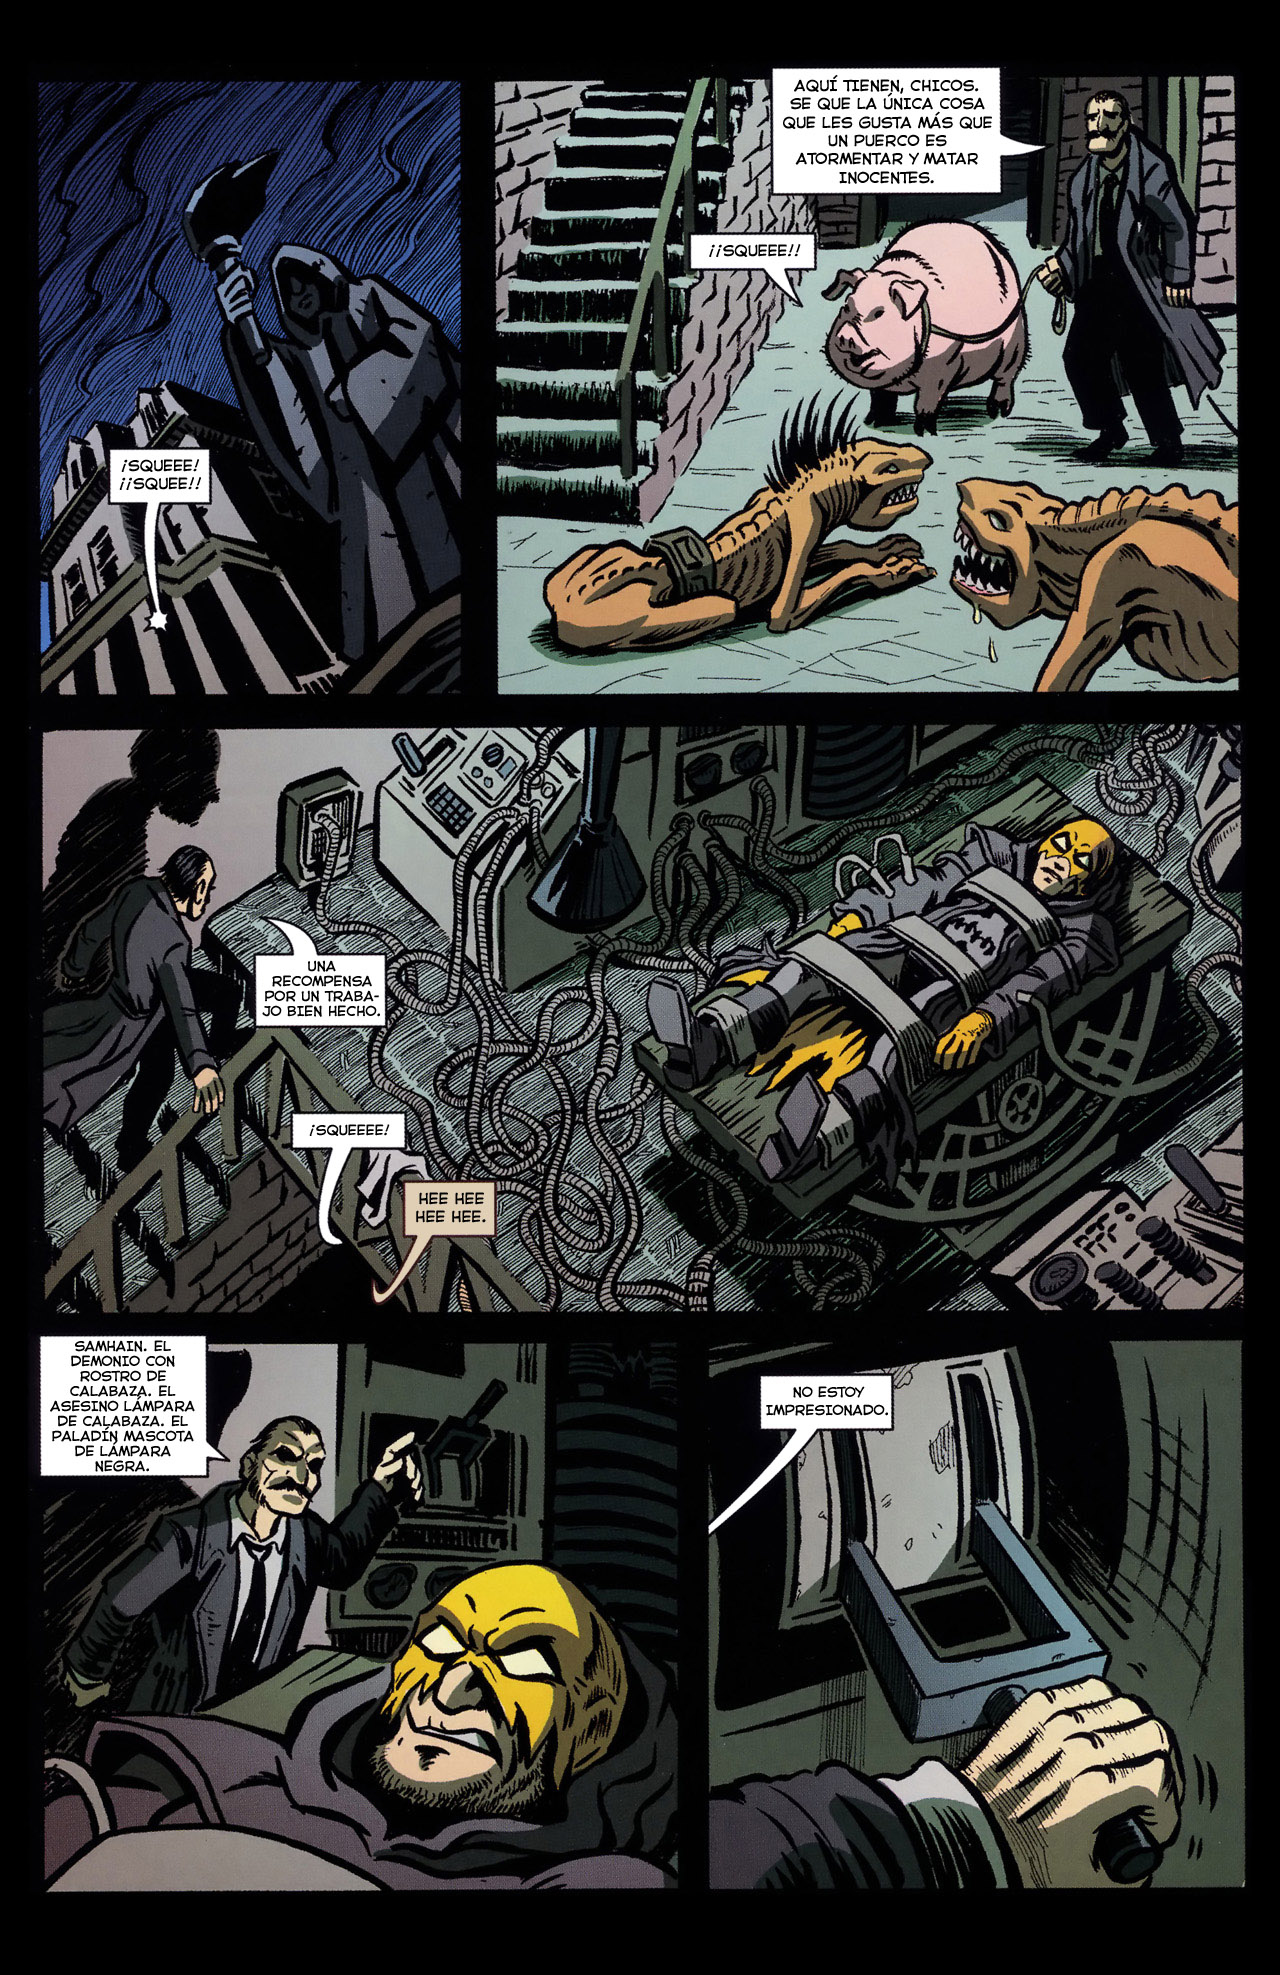 ¡SQUEEE!
¡¡SQUEE!!
AQUÍ TIENEN, CHICOS.
SE QUE LA ÚNICA COSA
QUE LES GUSTA MÁS QUE
UN PUERCO ES
ATORMENTAR Y MATAR
INOCENTES.
¡¡SQUEEE!!
UNA
RECOMPENSA
POR UN TRABA-
JO BIEN HECHO.
¡SQUEEEE!
HEE HEE
HEE HEE.
SAMHAIN. EL
DEMONIO CON
ROSTRO DE
CALABAZA. EL
ASESINO LÁMPARA
DE CALABAZA. EL
PALADÍN MASCOTA
DE LÁMPARA
NEGRA.
NO ESTOY
IMPRESIONADO.